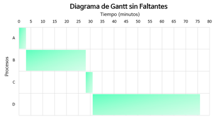 Diagrama de Gantt sin Faltantes
Tiempo (minutos)
0 5 10 15 20 25 30 35 40 45 50 55 60 65 70 75 80
Procesos
A
B
C
D